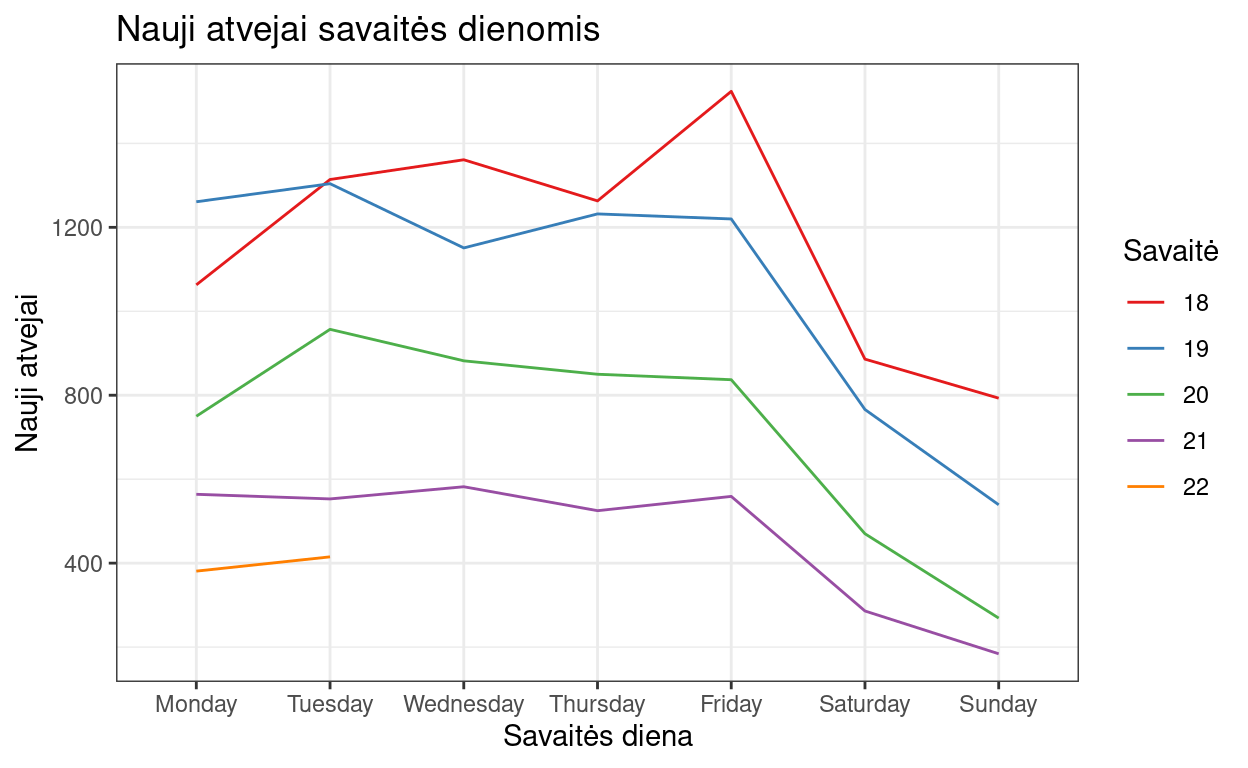 Nauji atvejai savaitės dienomis
Nauji atvejai
1200
800
400
Monday Tuesday Wednesday Thursday Friday Saturday Sunday
Savaitės diena
Savaitė
18
19
20
21
22